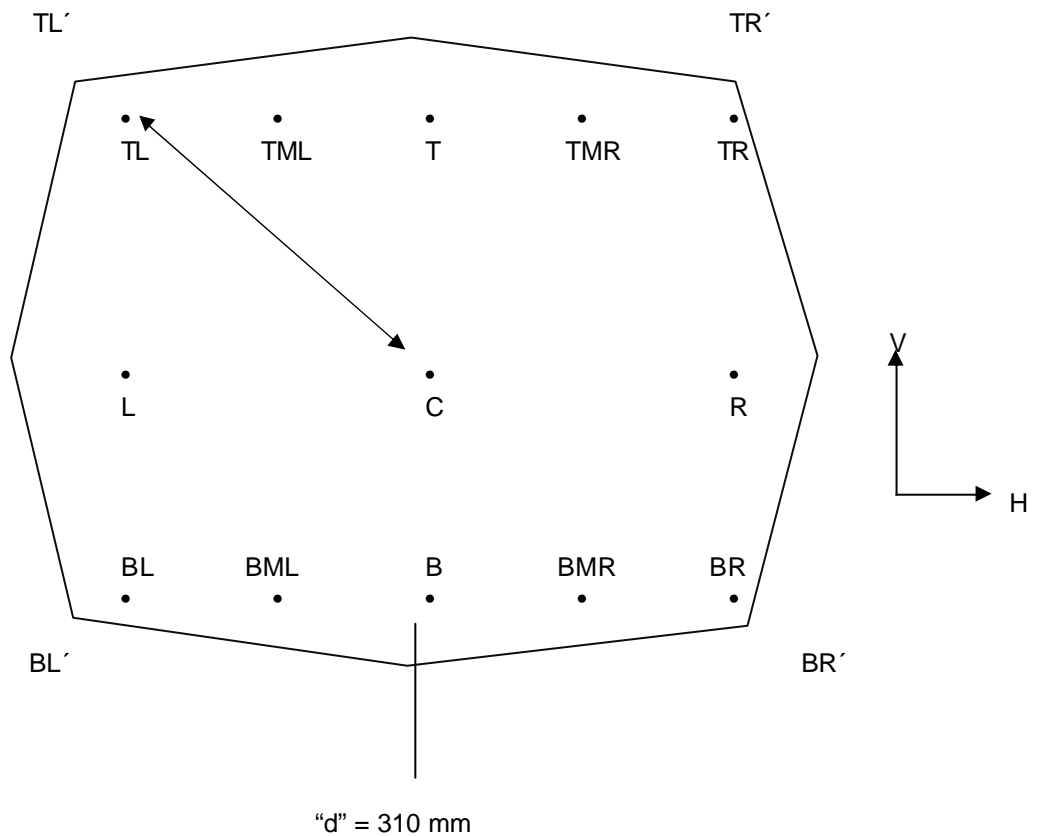 TL´ TR´
TL TML T TMR TR
V
L C R
H
BL BML B BMR BR
BL´ BR´
“d” = 310 mm